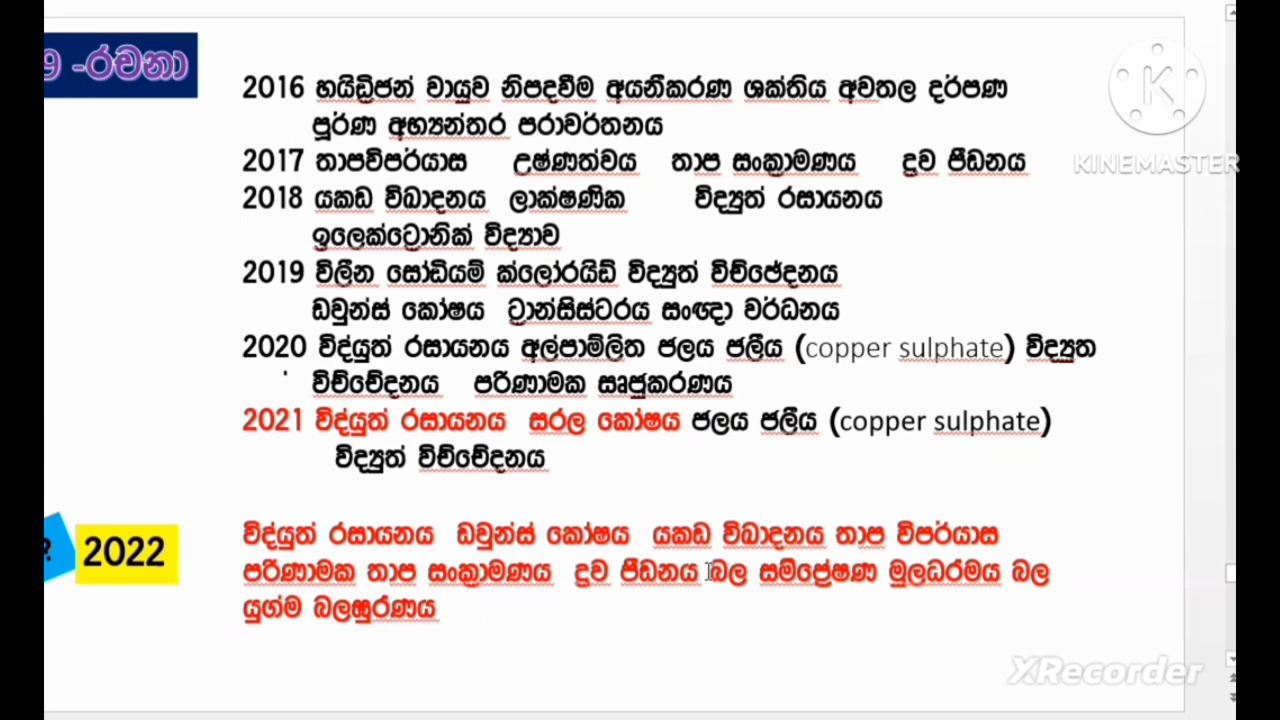 9 -රචනා
2016 හයිඩ්‍රිජන් වායුව නිපදවීම අයනීකරණ ශක්තිය අවතල දර්පණ
පූර්ණ අභ්‍යන්තර පරාවර්තනය
2017 තාපවිපර්යාස උෂ්ණත්වය තාප සංක්‍රාමණය ද්‍රව පීඩනය
2018 යකඩ විඛාදනය ලාක්ෂණික විද්‍යුත් රසායනය
ඉලෙක්ට්‍රොනික් විද්‍යාව
2019 විලීන සෝඩියම් ක්ලෝරයිඩ් විද්‍යුත් විච්ඡේදනය
ඩවුන්ස් කෝෂය ට්‍රාන්සිස්ටරය සංඥා වර්ධනය
2020 විද්යුත් රසායනය අල්පාම්ලිත ජලය ජලීය (copper sulphate) විද්‍යුත
විච්චේදනය පරිණාමක සෘජුකරණය
2021 විද්යුත් රසායනය සරල කෝෂය ජලය ජලීය (copper sulphate)
විද්‍යුත් විච්චේදනය
? 2022
විද්යුත් රසායනය ඩවුන්ස් කෝෂය යකඩ විඛාදනය තාප විපර්යාස
පරිණාමක තාප සංක්‍රාමණය ද්‍රව පීඩනය බල සම්ප්‍රේෂණ මූලධරමය බල
යුග්ම බලඝුර්ණය
KINEMASTER
XRecorder